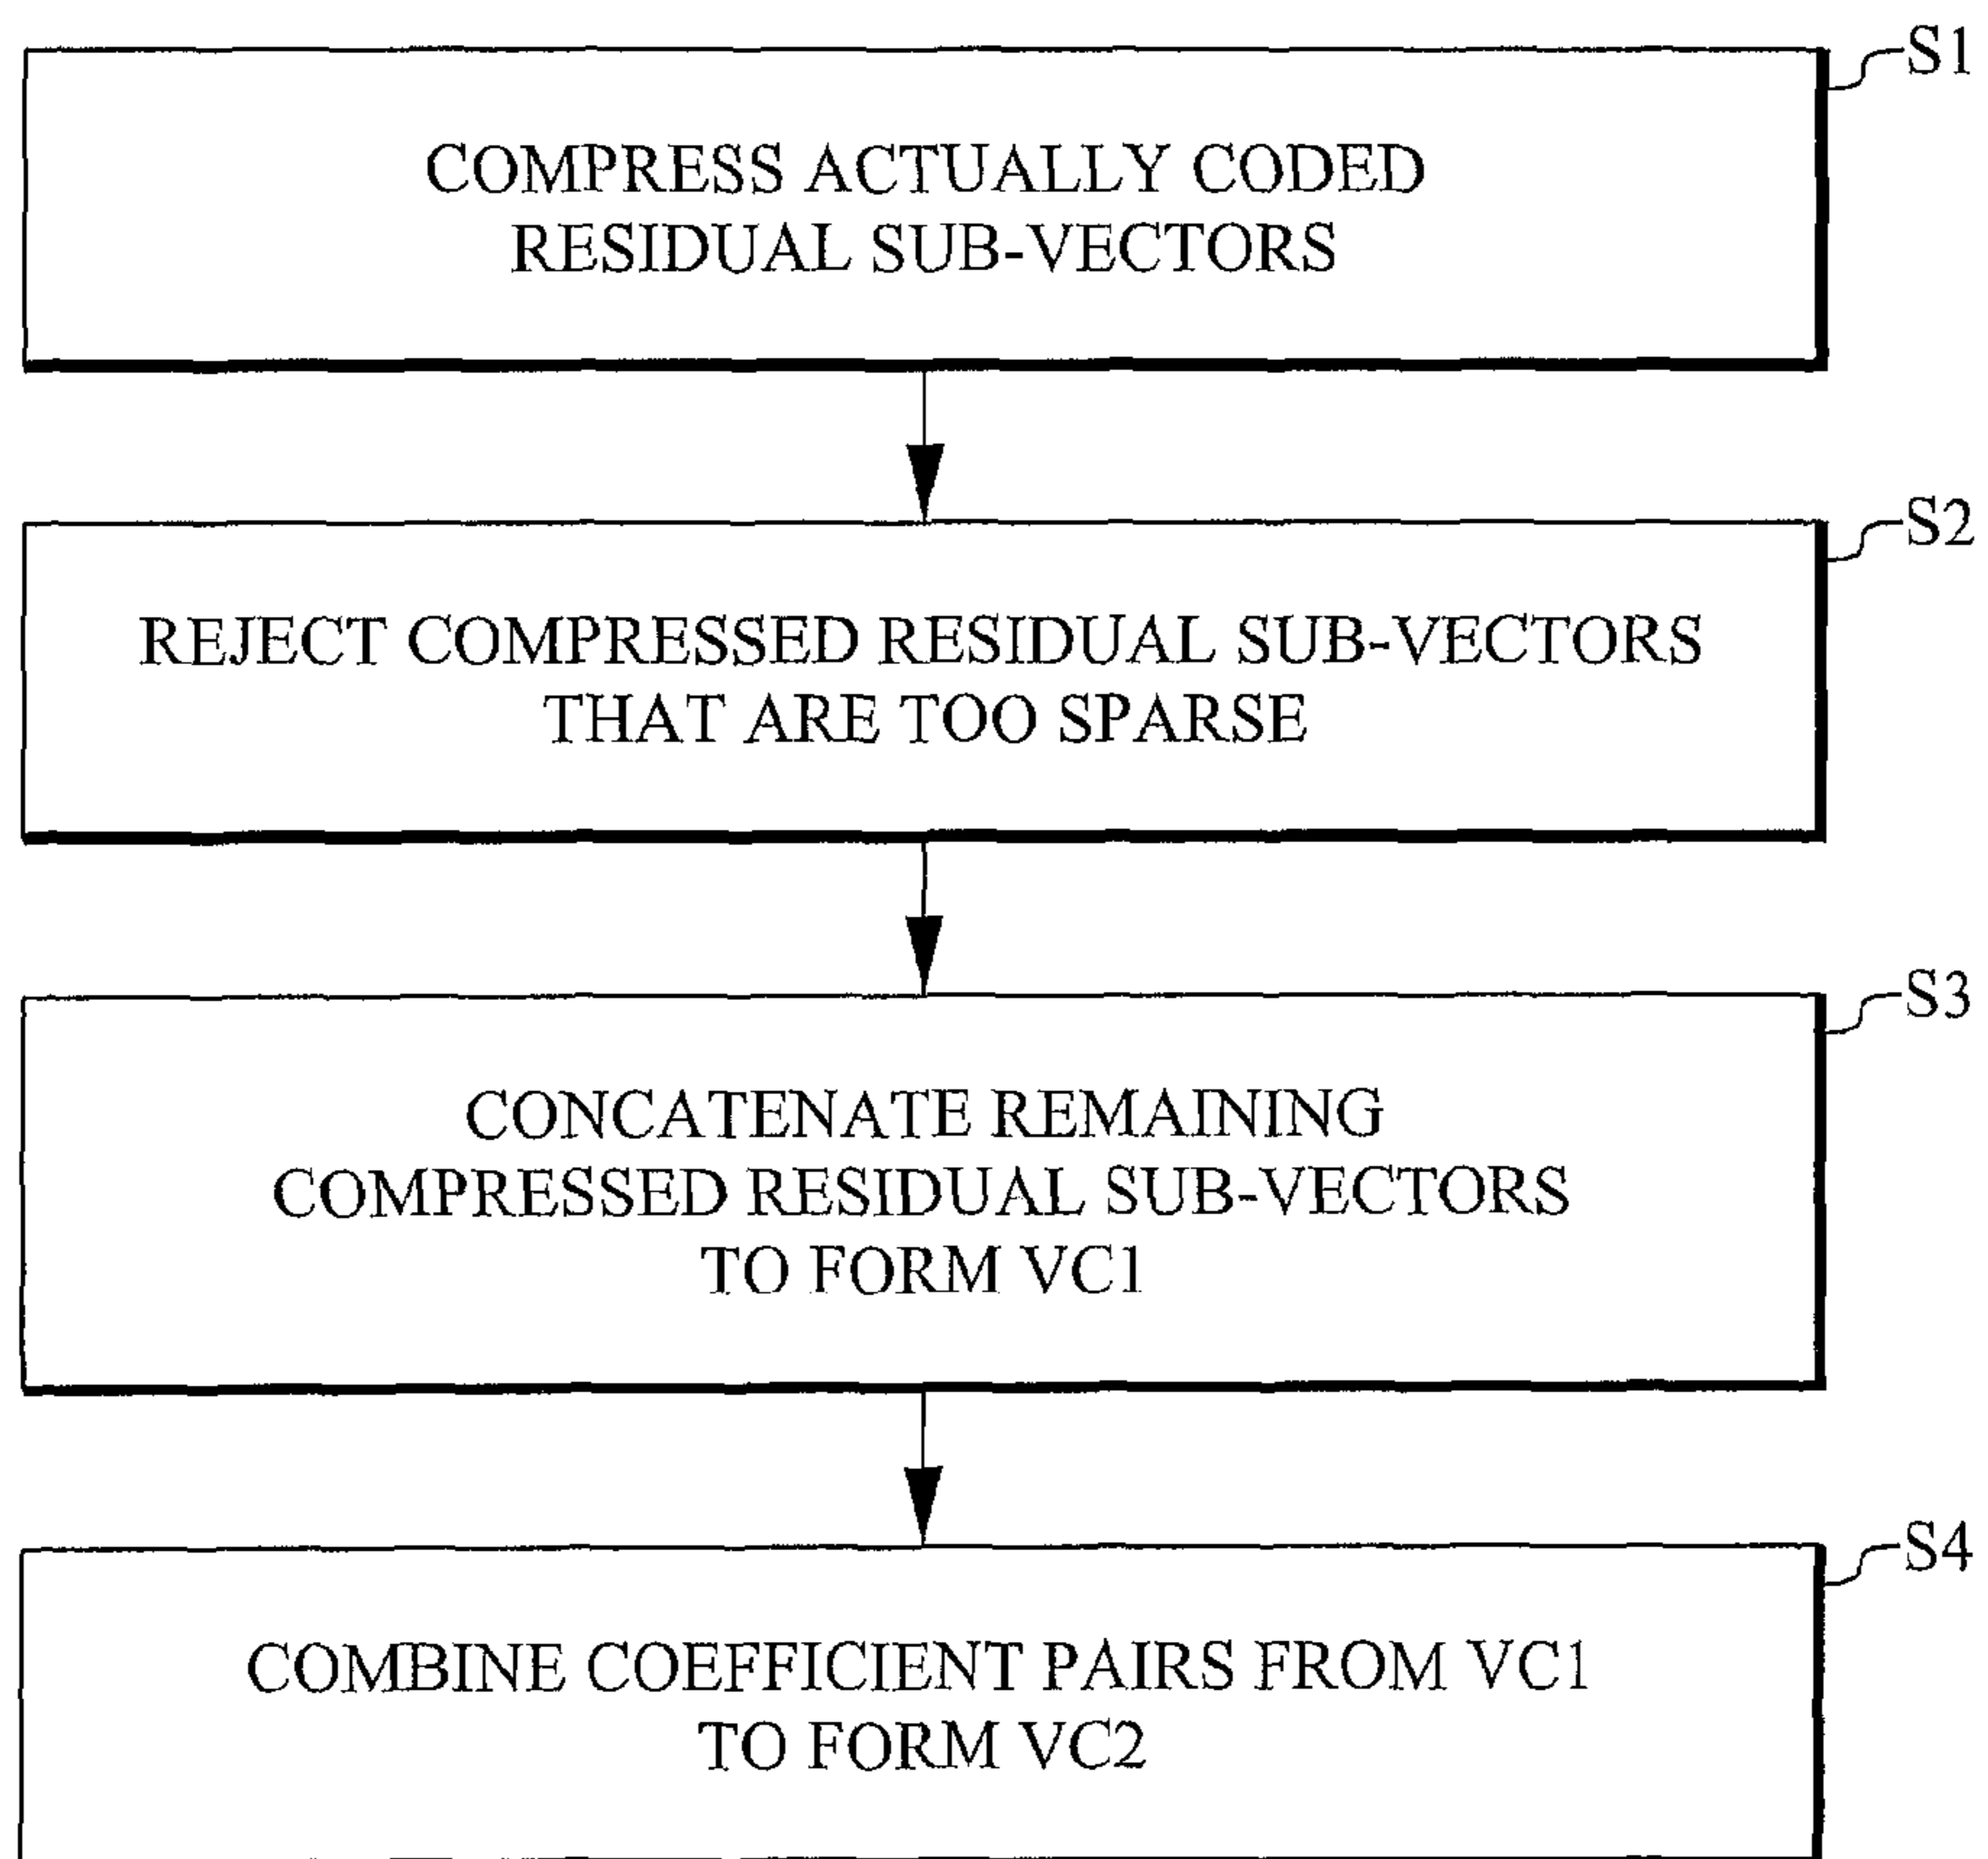 S1
COMPRESS ACTUALLY CODED
RESIDUAL SUB-VECTORS
S2
REJECT COMPRESSED RESIDUAL SUB-VECTORS
THAT ARE TOO SPARSE
S3
CONCATENATE REMAINING
COMPRESSED RESIDUAL SUB-VECTORS
TO FORM VC1
S4
COMBINE COEFFICIENT PAIRS FROM VC1
TO FORM VC2